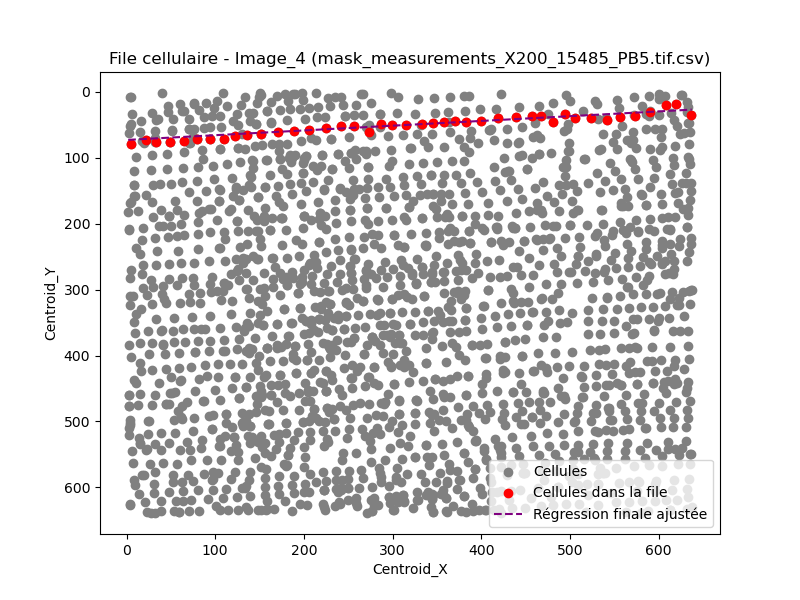 File cellulaire - Image_4 (mask_measurements_X200_15485_PB5.tif.csv)
0
100
200
300
400
500
600
Centroid_Y
Cellules
Cellules dans la file
Régression finale ajustée
0 100 200 300 400 500 600
Centroid_X